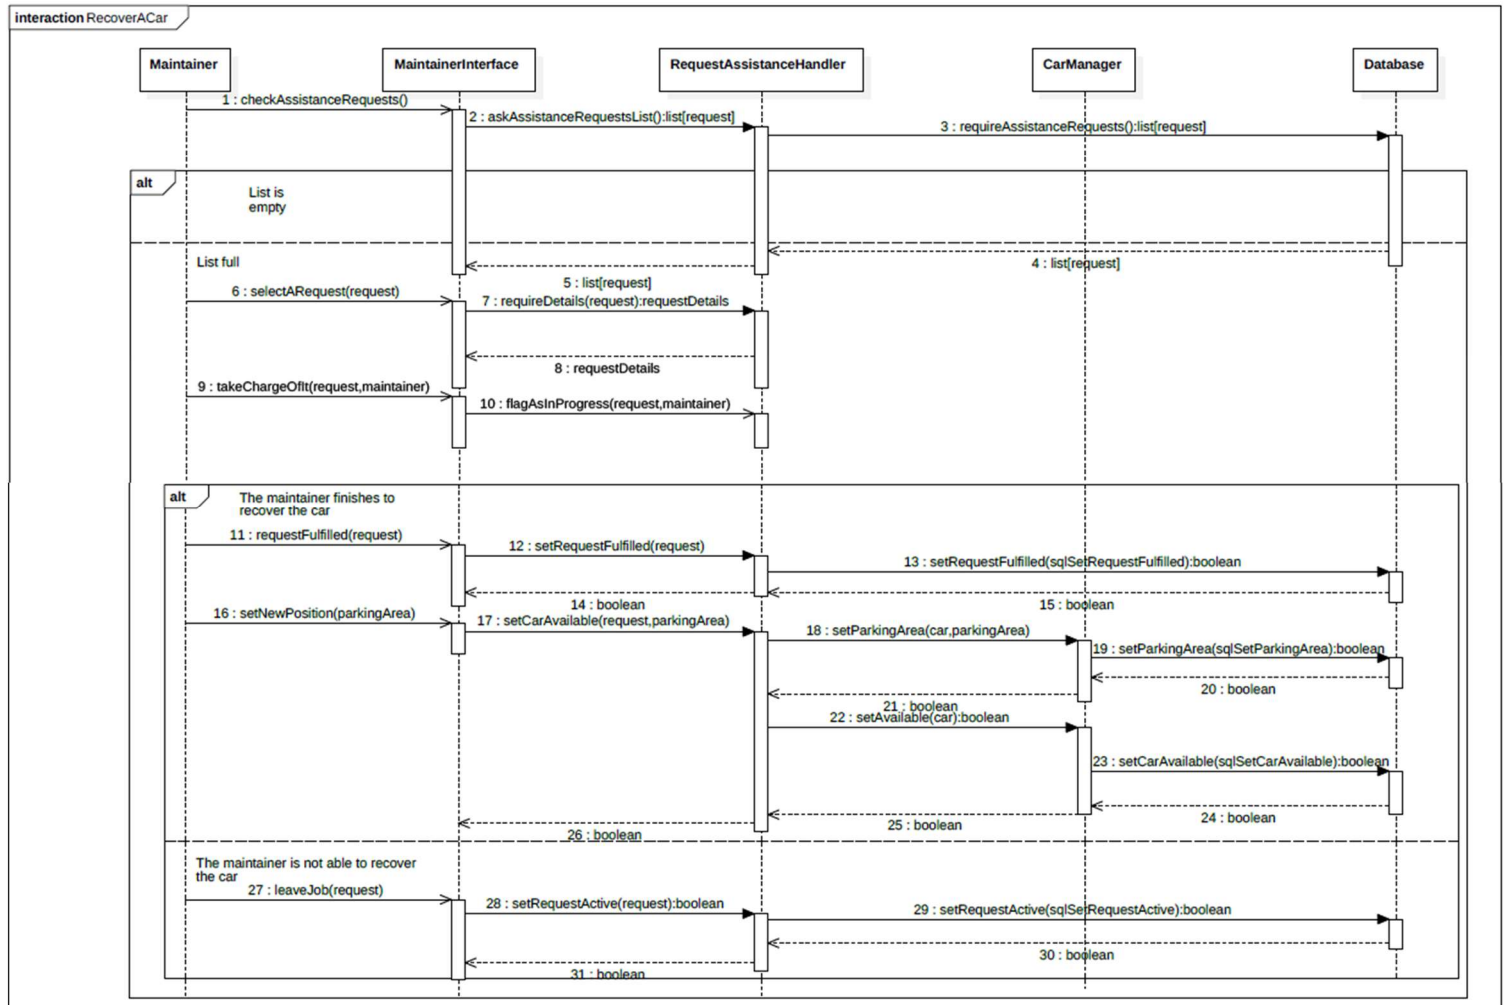 interaction RecoverACar
Maintainer
MaintainerInterface
RequestAssistanceHandler
CarManager
Database
1 : checkAssistanceRequests()
2 : askAssistanceRequestsList():list[request]
3 : requireAssistanceRequests():list[request]
alt
List is
empty
List full
4 : list[request]
5 : list[request]
6 : selectARequest(request)
7 : requireDetails(request):requestDetails
8 : requestDetails
9 : takeChargeOfIt(request,maintainer)
10 : flagAsInProgress(request,maintainer)
alt
The maintainer finishes to
recover the car
11 : requestFulfilled(request)
12 : setRequestFulfilled(request)
13 : setRequestFulfilled(sqlSetRequestFulfilled):boolean
14 : boolean
15 : boolean
16 : setNewPosition(parkingArea)
17 : setCarAvailable(request,parkingArea)
18 : setParkingArea(car,parkingArea)
19 : setParkingArea(sqlSetParkingArea):boolean
20 : boolean
21 : boolean
22 : setAvailable(car):boolean
23 : setCarAvailable(sqlSetCarAvailable):boolean
24 : boolean
25 : boolean
26 : boolean
The maintainer is not able to recover
the car
27 : leaveJob(request)
28 : setRequestActive(request):boolean
29 : setRequestActive(sqlSetRequestActive):boolean
30 : boolean
31 : boolean